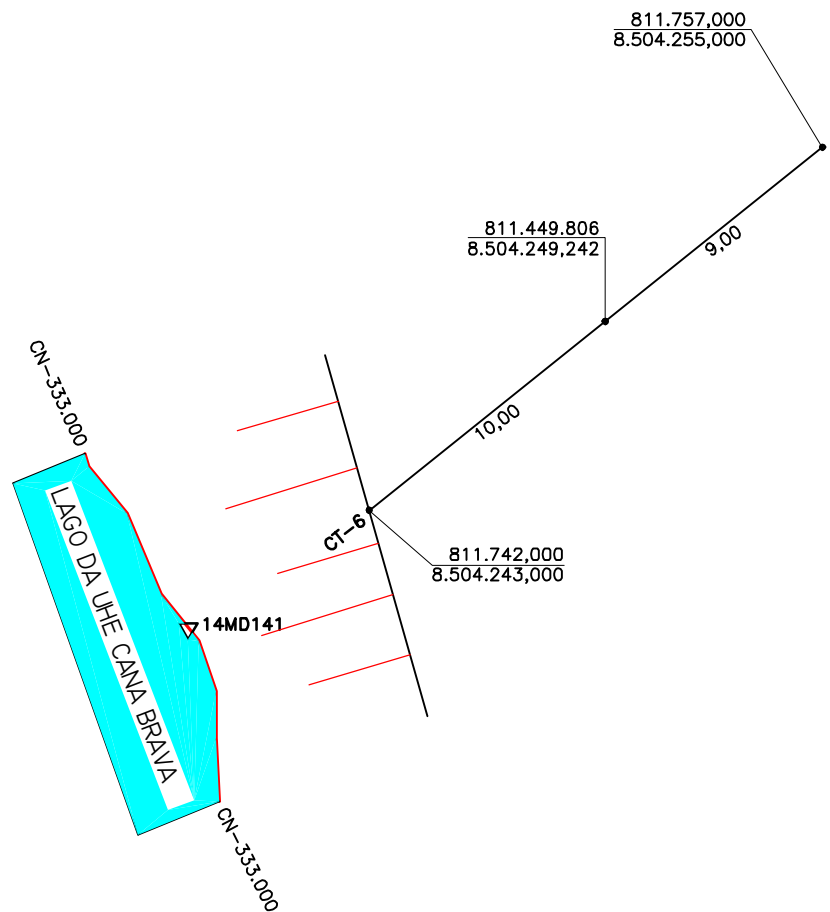 811.757,000
8.504.255,000
811.449.806
8.504.249,242
9,00
CN-333.000
10,00
LAGO DA UHE CANA BRAVA
CT-6
811.742,000
8.504.243,000
14MD141
CN-333.000